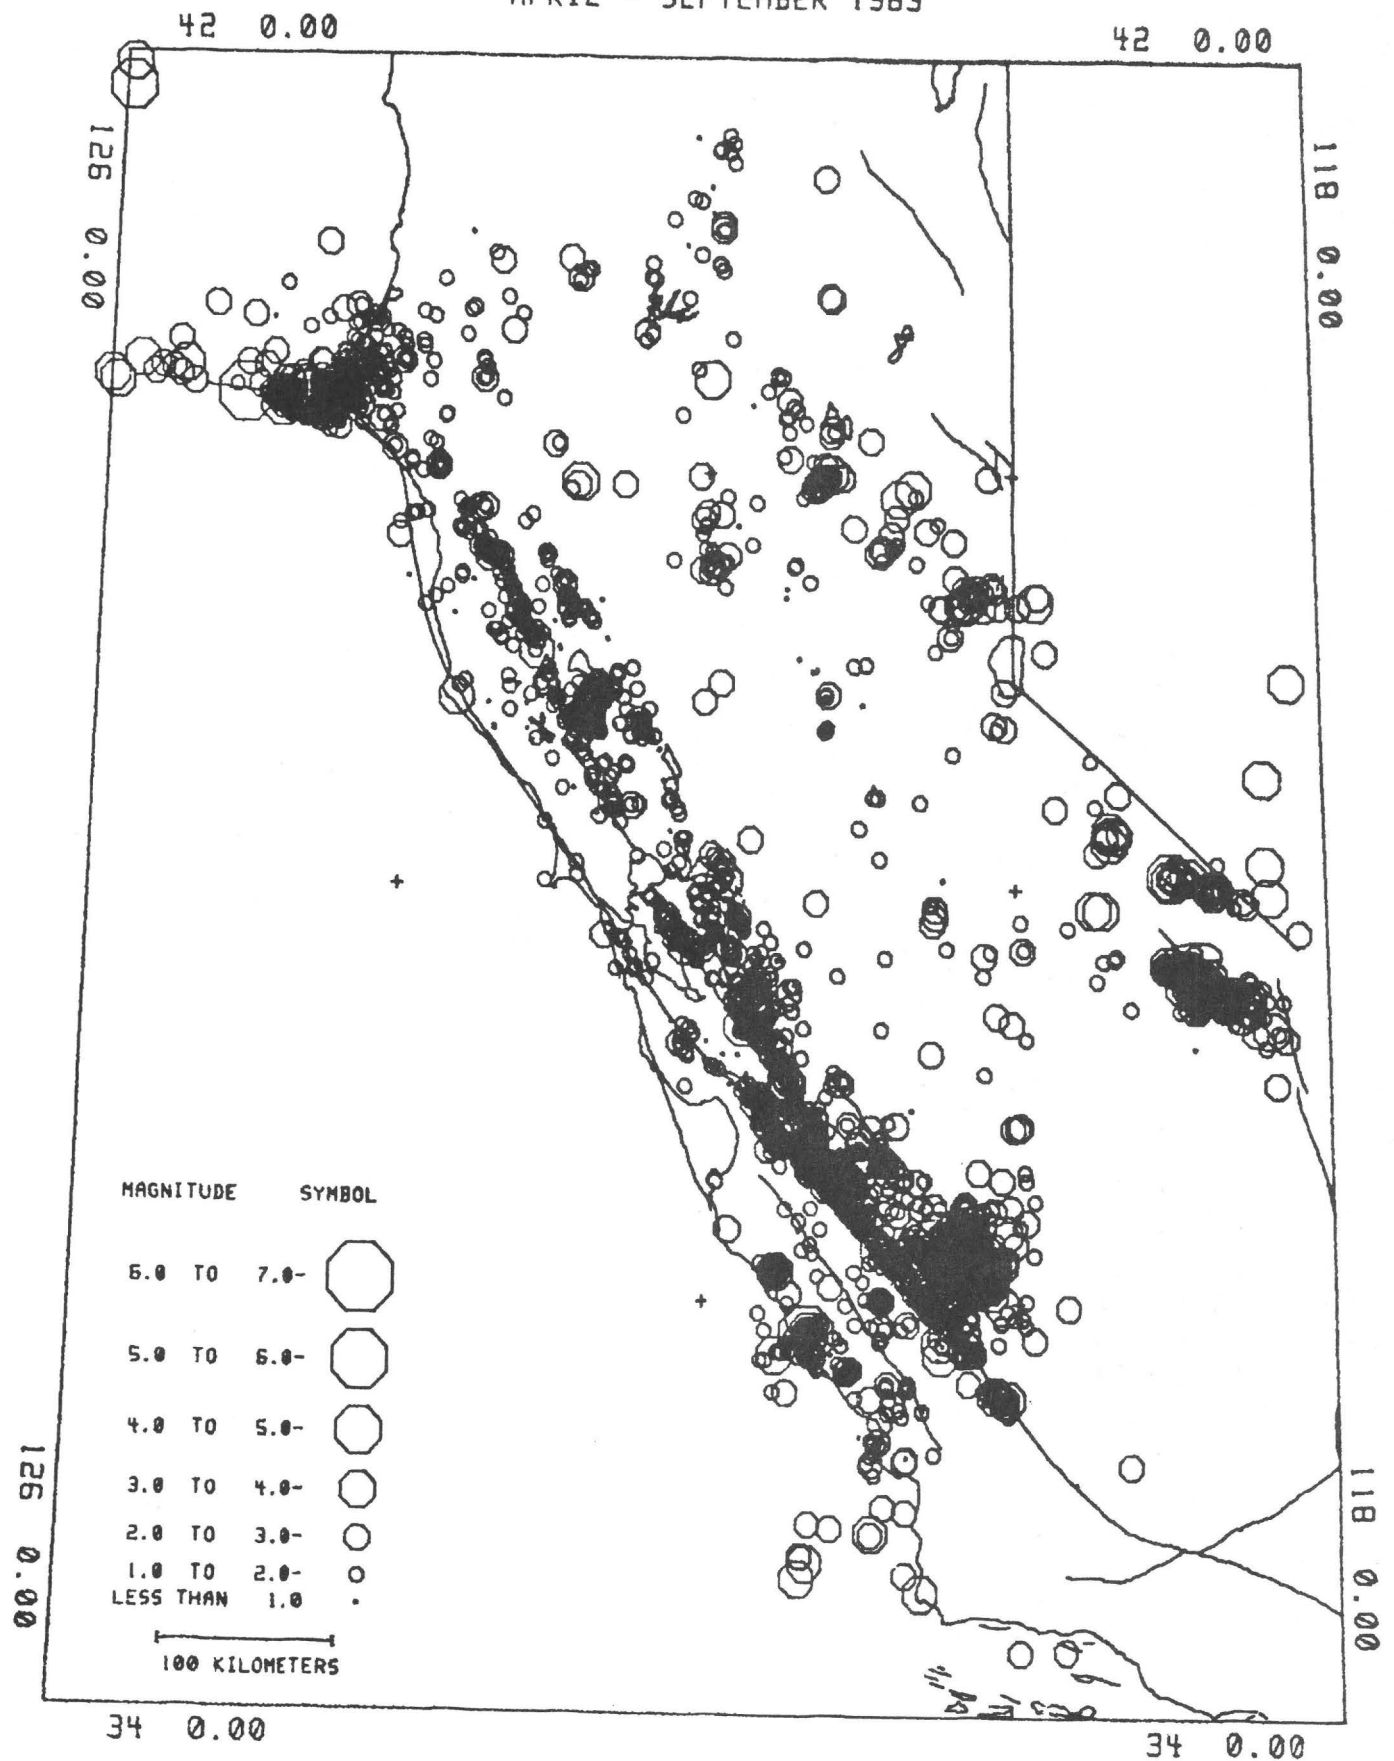 APRIL - SEPTEMBER 1983
42 0.00
42 0.00
126 0.00
118 0.00
MAGNITUDE SYMBOL
6.0 TO 7.0-
5.0 TO 6.0-
4.0 TO 5.0-
3.0 TO 4.0-
2.0 TO 3.0-
1.0 TO 2.0-
LESS THAN 1.0
100 KILOMETERS
126 0.00
118 0.00
34 0.00
34 0.00